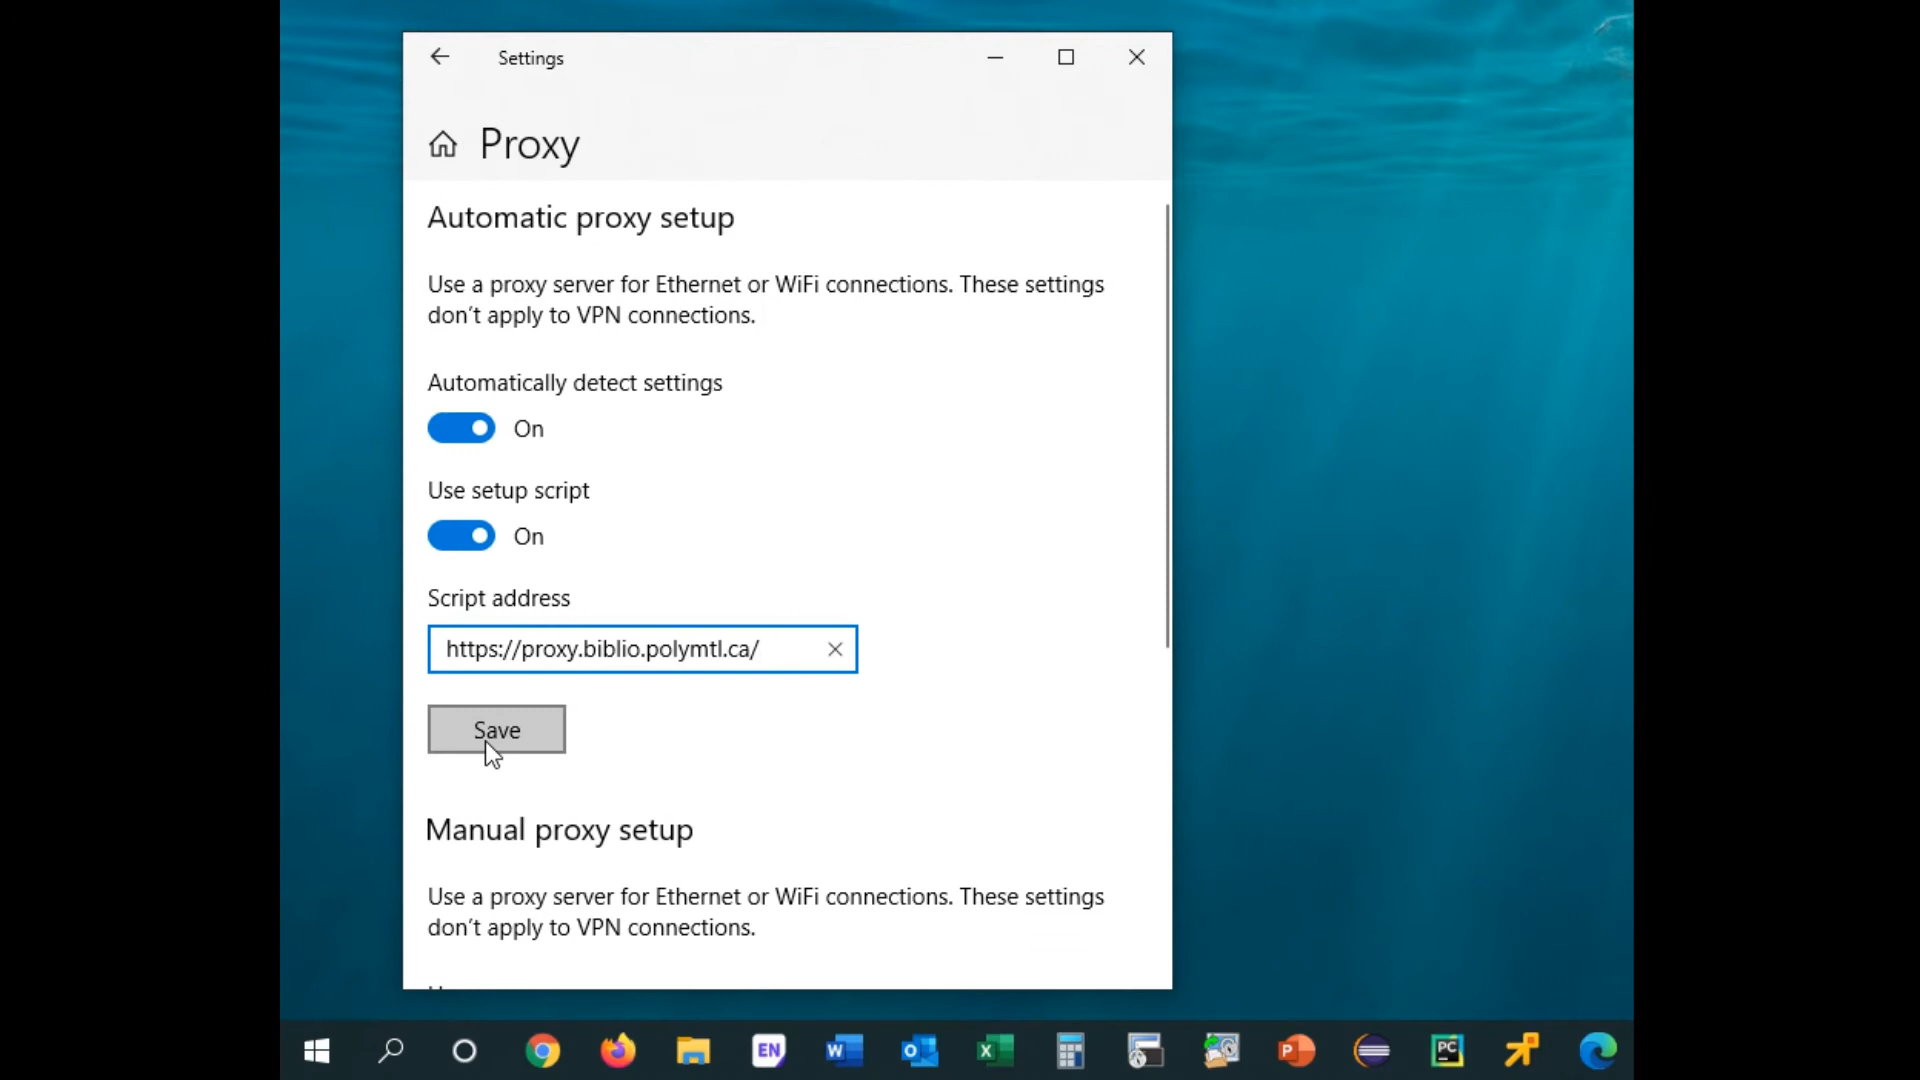 Settings
Proxy
Automatic proxy setup
Use a proxy server for Ethernet or WiFi connections. These settings
don’t apply to VPN connections.
Automatically detect settings
On
Use setup script
On
Script address
https://proxy.biblio.polymtl.ca/
Save
Manual proxy setup
Use a proxy server for Ethernet or WiFi connections. These settings
don’t apply to VPN connections.
EN
W
O
X
P
PC